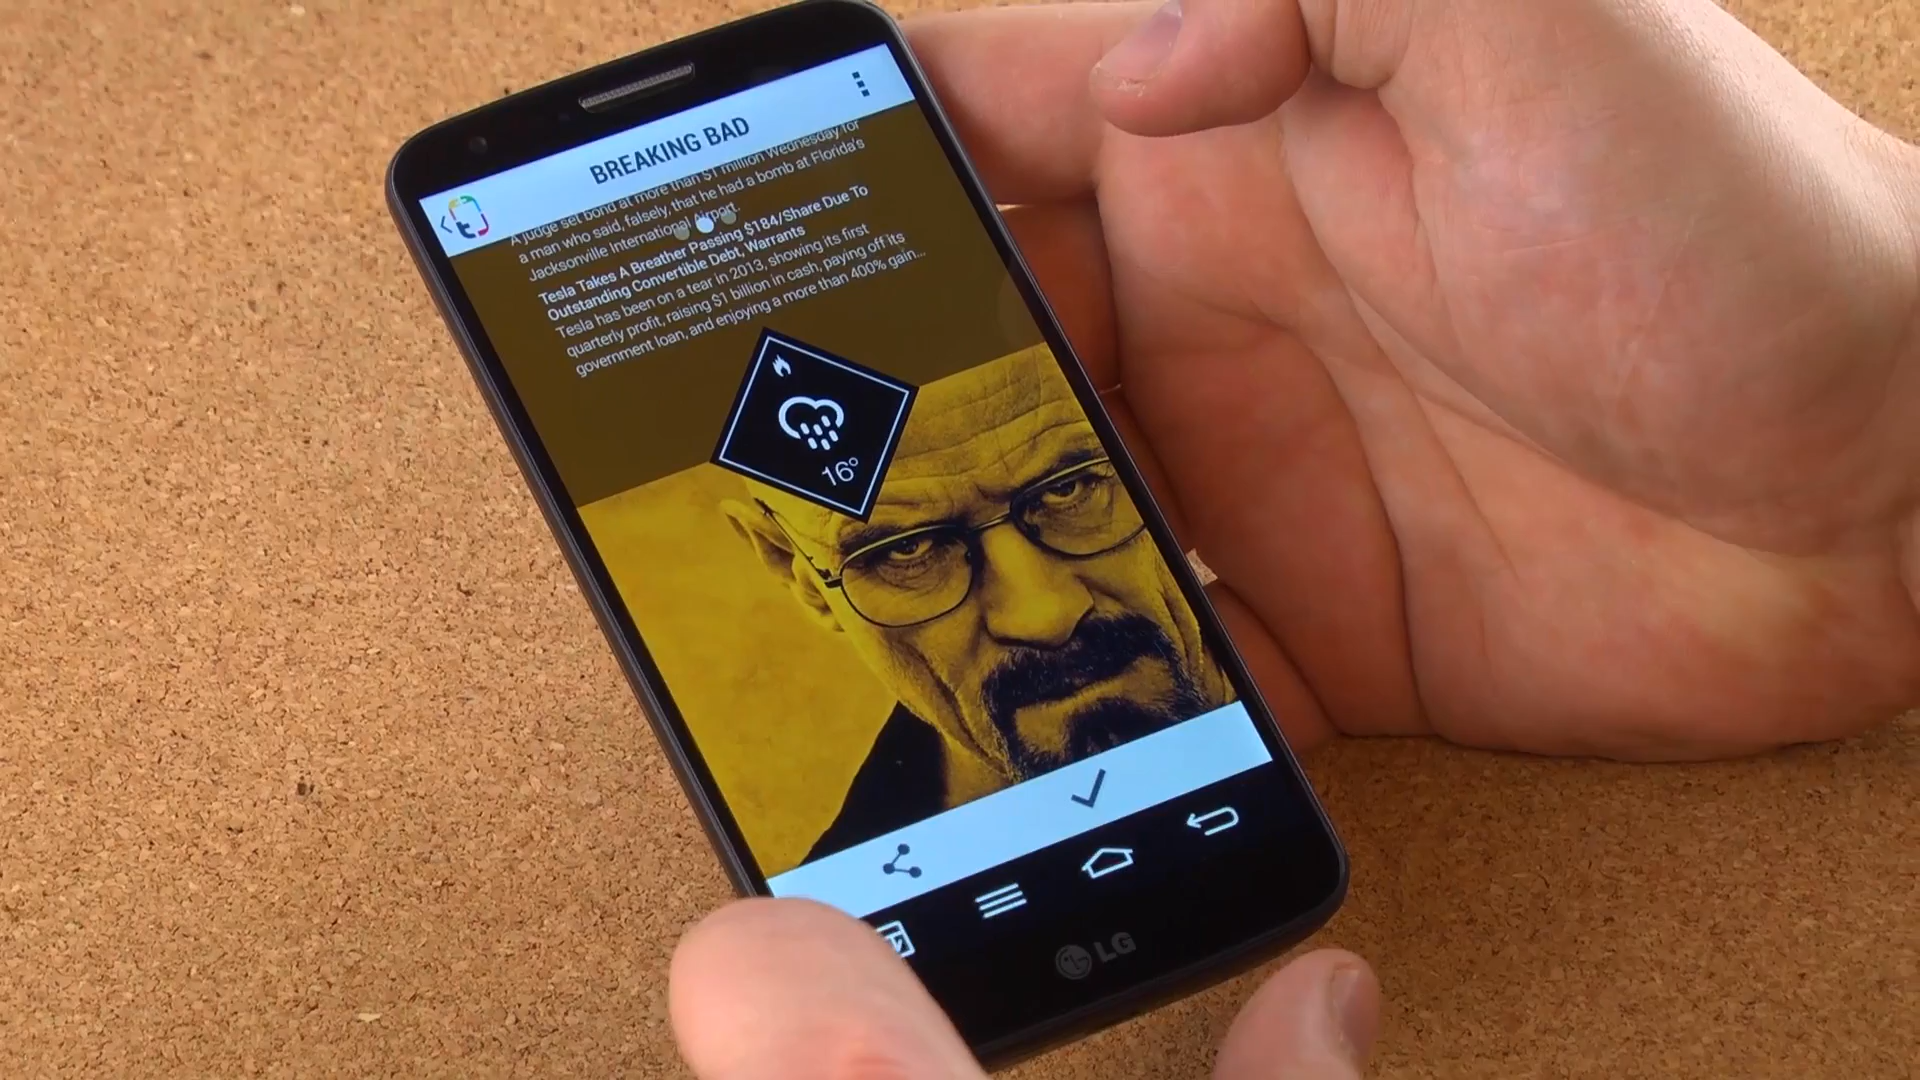 BREAKING BAD
A judge set bond at more than $1 million Wednesday for
a man who said, falsely, that he had a bomb at Florida's
Jacksonville International Airport.
Tesla Takes A Breather Passing $184/Share Due To
Outstanding Convertible Debt, Warrants
Tesla has been on a tear in 2013, showing its first
quarterly profit, raising $1 billion in cash, paying off its
government loan, and enjoying a more than 400% gain...
16°
LG